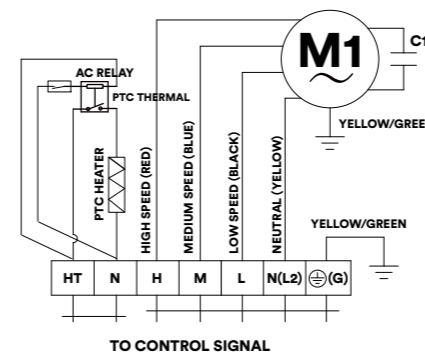 M1
C1
AC RELAY
PTC THERMAL
YELLOW/GREE
PTC HEATER
HIGH SPEED (RED)
MEDIUM SPEED (BLUE)
LOW SPEED (BLACK)
NEUTRAL (YELLOW)
YELLOW/GREEN
HT N H M L N(L2) (G)
TO CONTROL SIGNAL